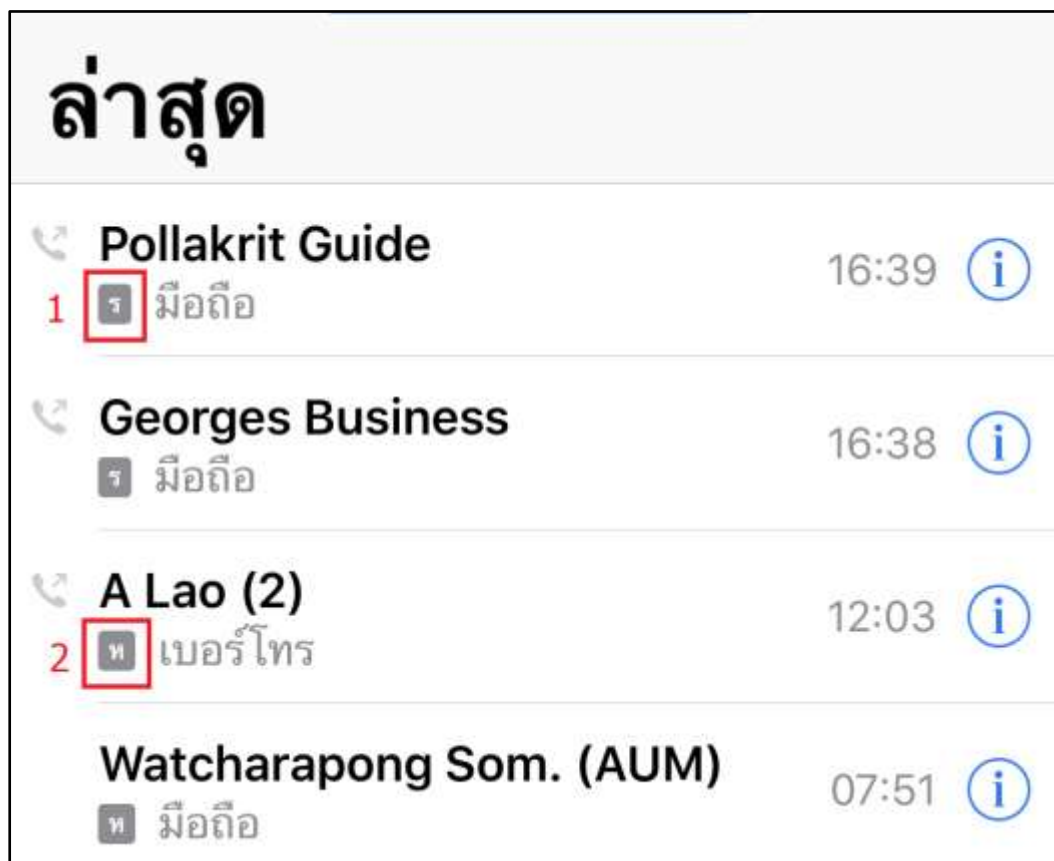 ล่าสุด
Pollakrit Guide
16:39 i
1 ร มือถือ
Georges Business
16:38 i
ร มือถือ
A Lao (2)
12:03 i
2 ท เบอร์โทร
Watcharapong Som. (AUM)
07:51 i
ท มือถือ